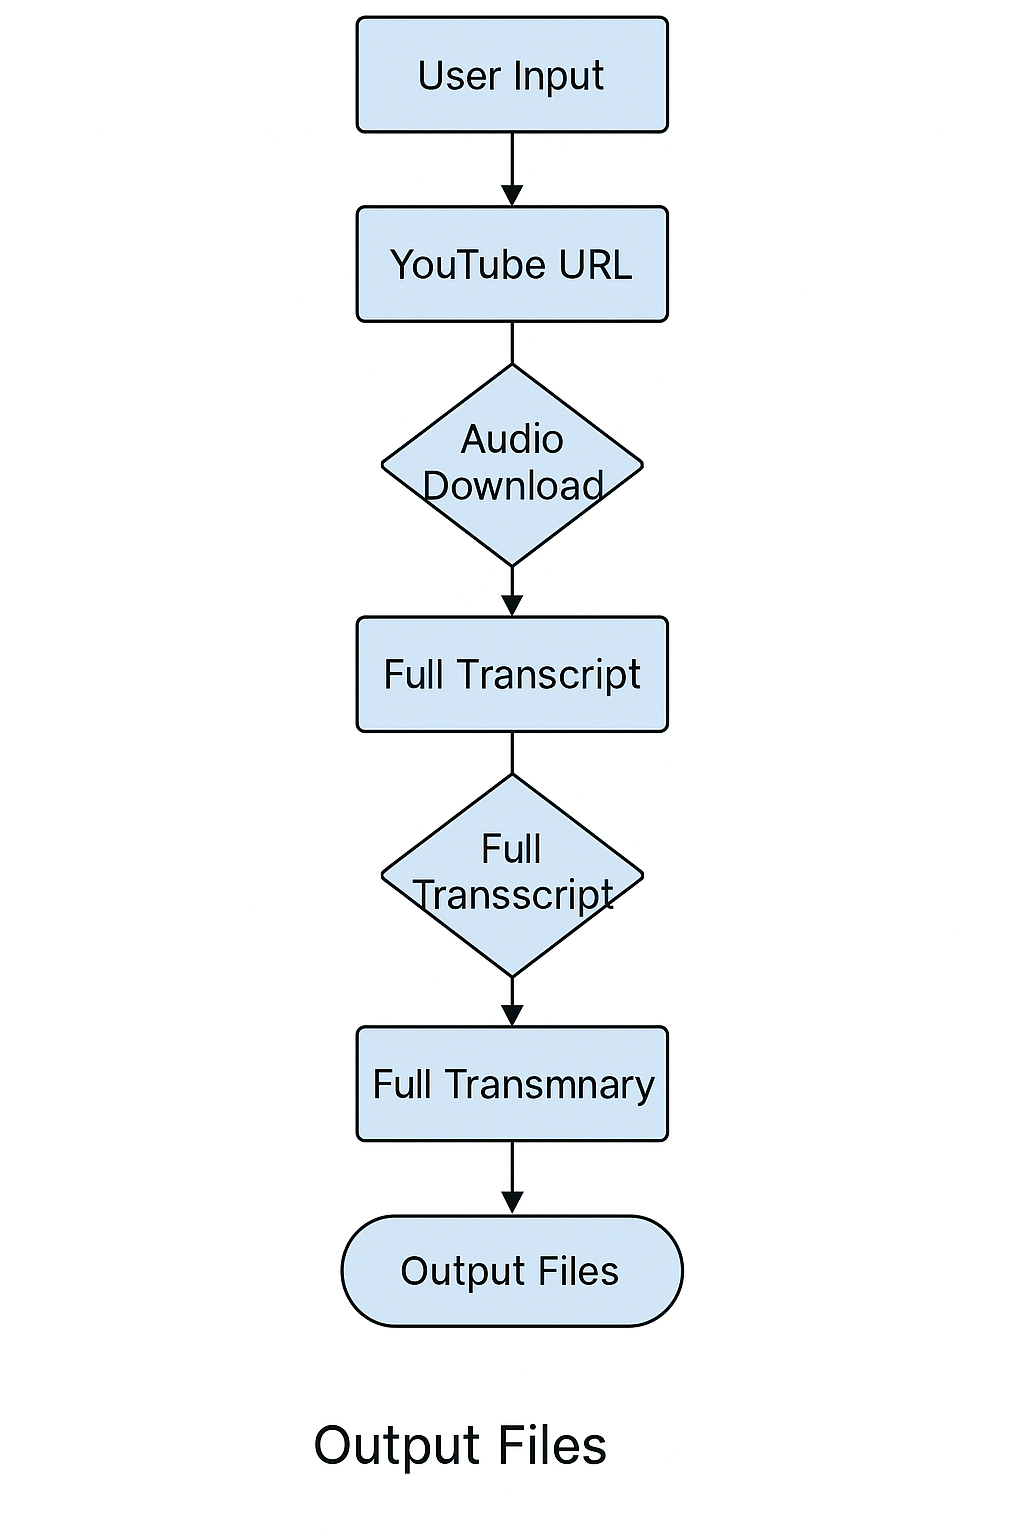 User Input
YouTube URL
Audio
Download
Full Transcript
Full
Transscript
Full Transmnary
Output Files
Output Files